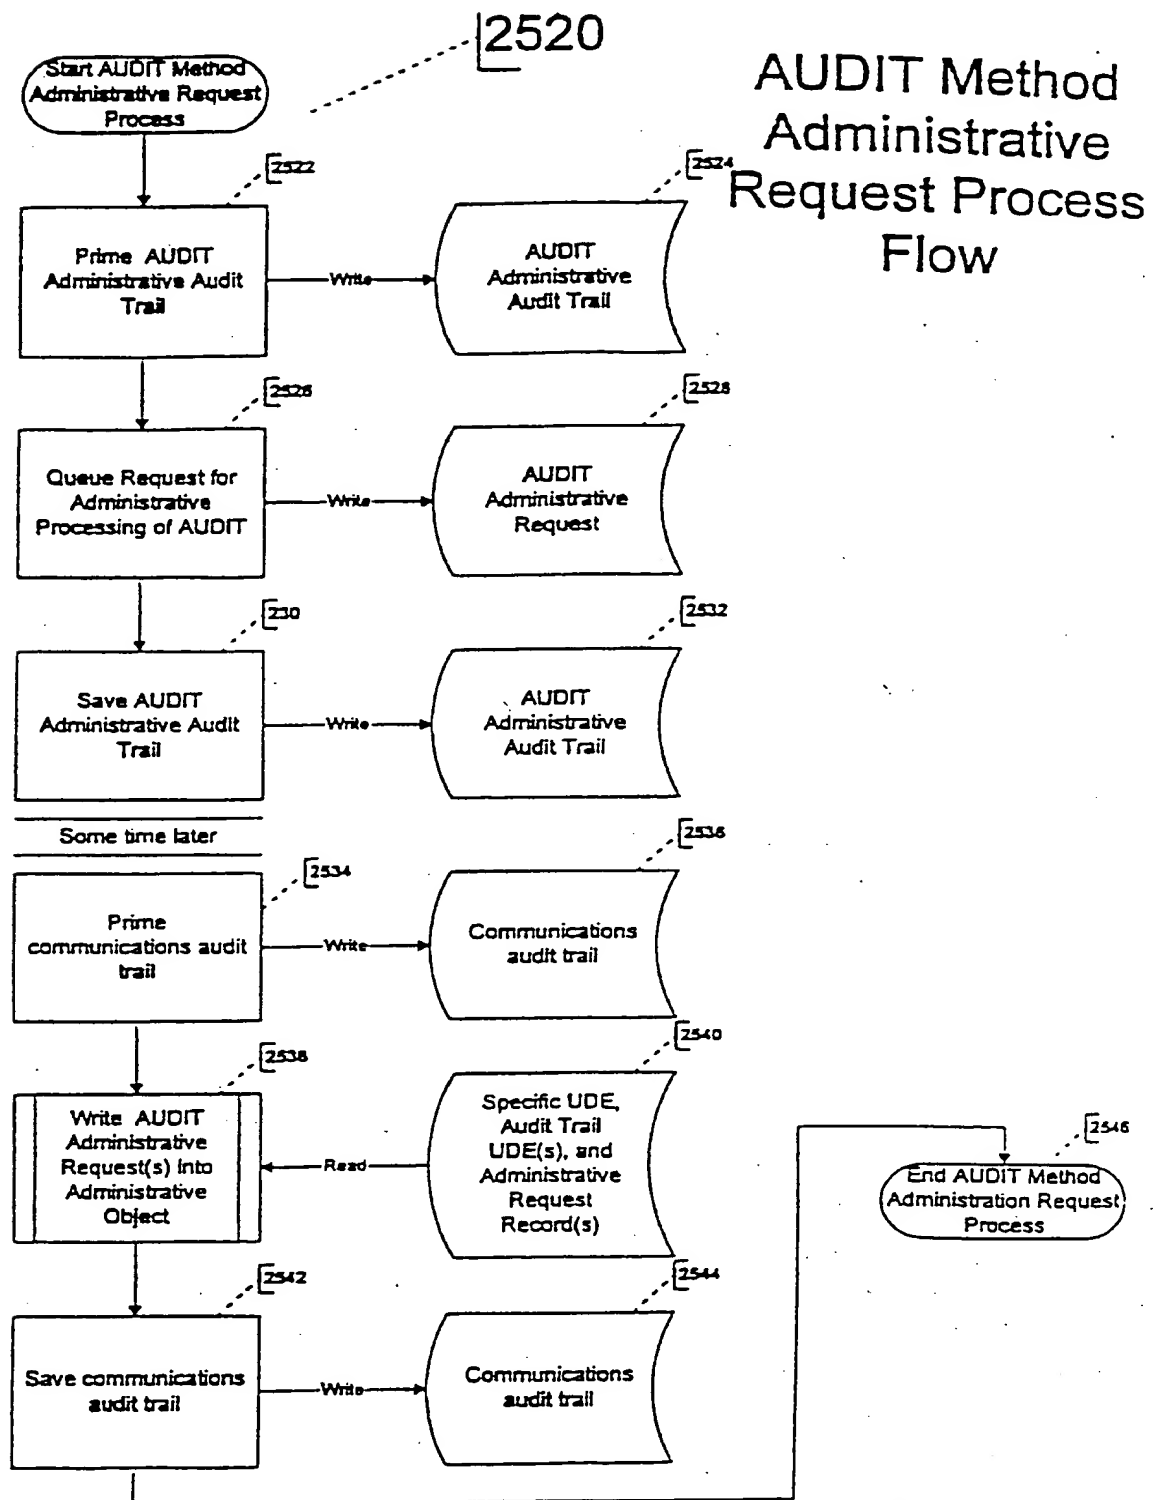 2520
AUDIT Method
Administrative
Request Process
Flow
Start AUDIT Method
Administrative Request
Process
2522
Prime AUDIT
Administrative Audit
Trail
Write
2524
AUDIT
Administrative
Audit Trail
2526
Queue Request for
Administrative
Processing of AUDIT
Write
2528
AUDIT
Administrative
Request
230
Save AUDIT
Administrative Audit
Trail
Write
2532
AUDIT
Administrative
Audit Trail
Some time later
2534
Prime
communications audit
trail
Write
2536
Communications
audit trail
2538
Write AUDIT
Administrative
Request(s) into
Administrative
Object
Read
2540
Specific UDE,
Audit Trail
UDE(s), and
Administrative
Request
Record(s)
2542
Save communications
audit trail
Write
2544
Communications
audit trail
2546
End AUDIT Method
Administration Request
Process